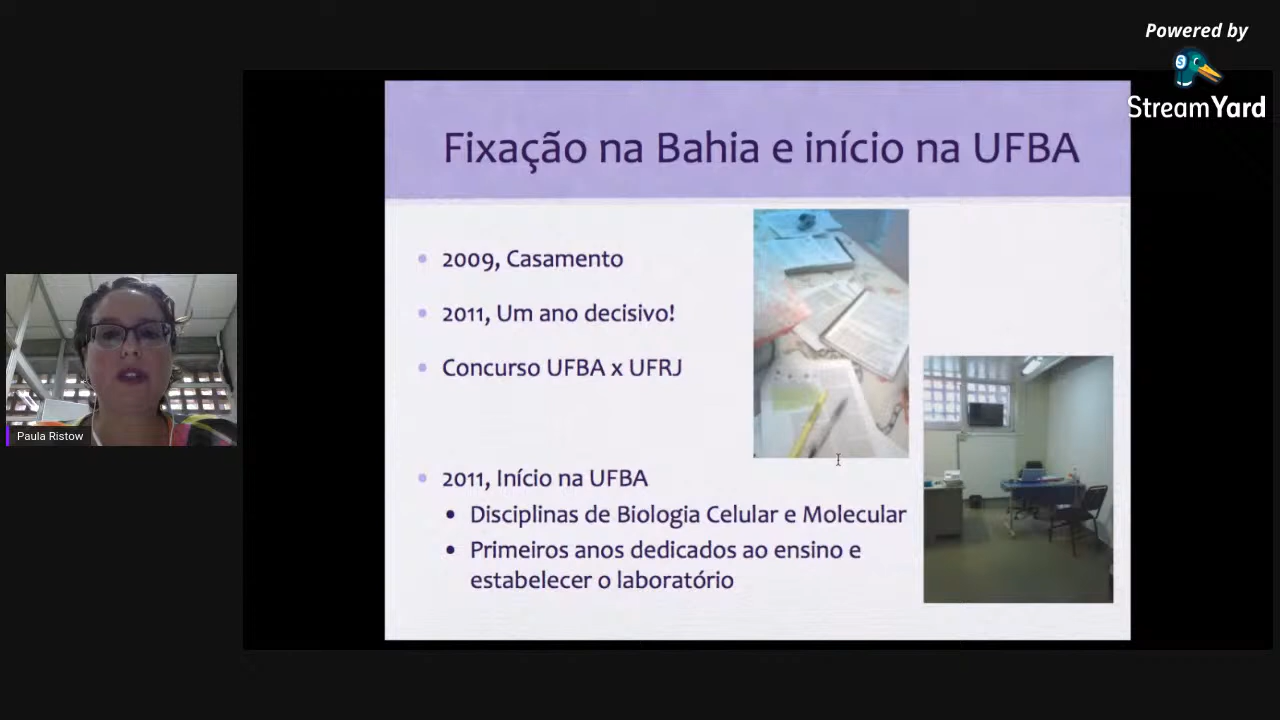 Powered by
StreamYard
Fixação na Bahia e início na UFBA
2009, Casamento
2011, Um ano decisivo!
Concurso UFBA x UFRJ
2011, Início na UFBA
Disciplinas de Biologia Celular e Molecular
Primeiros anos dedicados ao ensino e
estabelecer o laboratório
Paula Ristow